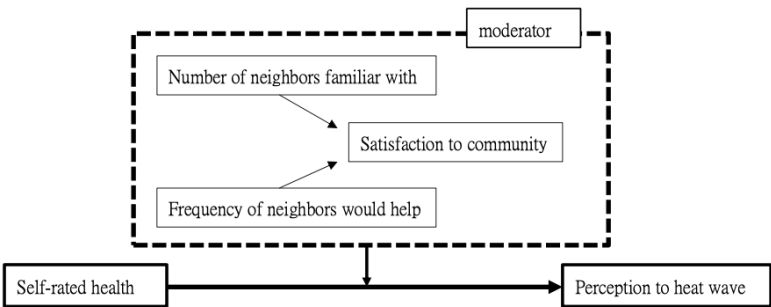 moderator
Number of neighbors familiar with
Satisfaction to community
Frequency of neighbors would help
Self-rated health
Perception to heat wave